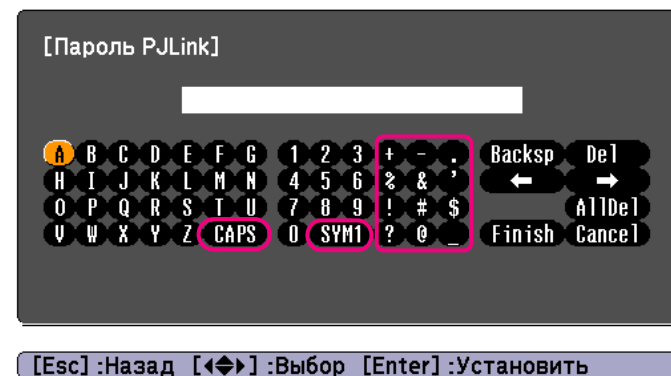 [Пароль PJLink]
A B C D E F G 1 2 3 + - . Backsp Del
H I J K L M N 4 5 6 % & ' ← →
O P Q R S T U 7 8 9 ! # $ AllDel
V W X Y Z CAPS 0 SYM1 ? @ _ Finish Cancel
[Esc] :Назад [◀◆▶] :Выбор [Enter] :Установить